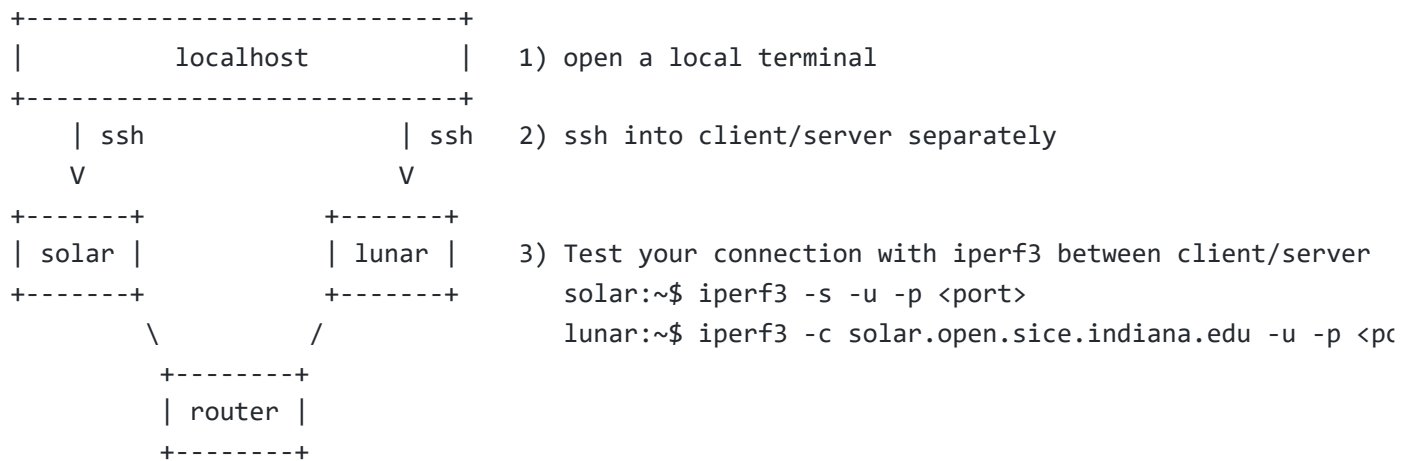 +-----------------------------+
|          localhost          |   1) open a local terminal
+-----------------------------+
    | ssh                 | ssh   2) ssh into client/server separately
    V                     V
+-------+            +-------+
| solar |            | lunar |    3) Test your connection with iperf3 between client/server
+-------+            +-------+       solar:~$ iperf3 -s -u -p <port>
         \          /                lunar:~$ iperf3 -c solar.open.sice.indiana.edu -u -p <po
          +--------+
          | router |
          +--------+